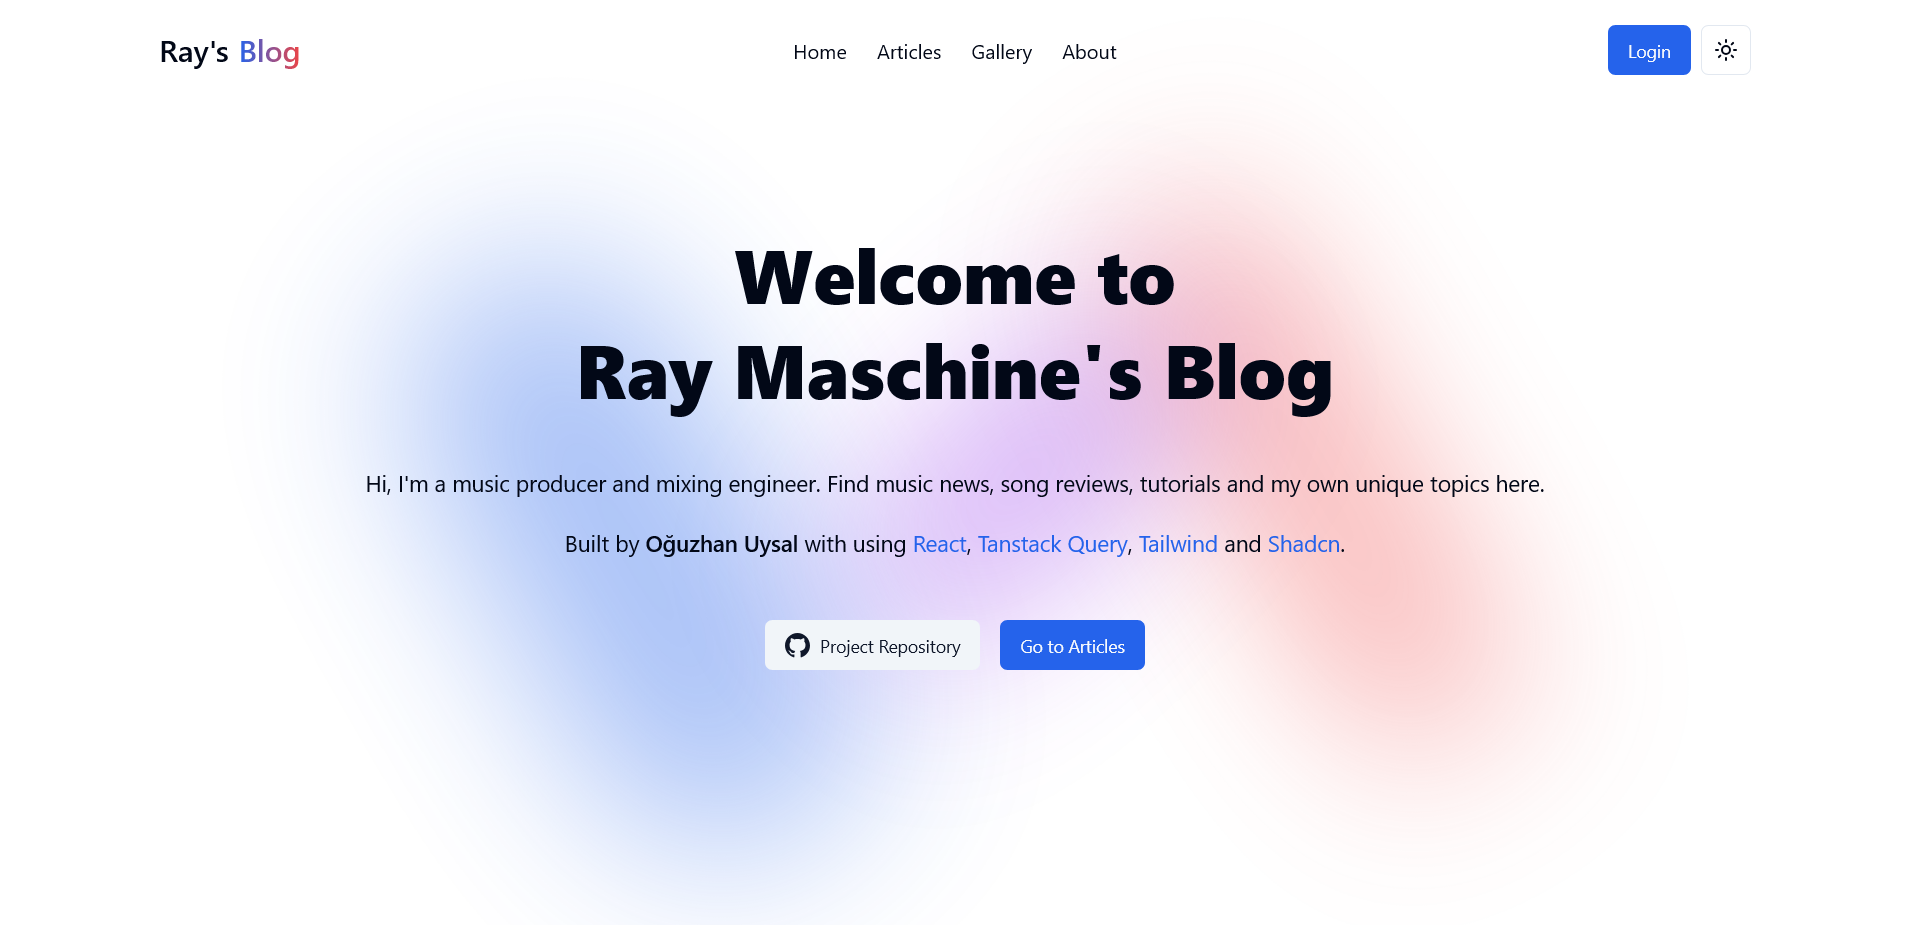 Ray's Blog
Home
Articles
Gallery
About
Login
Welcome to
Ray Maschine's Blog
Hi, I'm a music producer and mixing engineer. Find music news, song reviews, tutorials and my own unique topics here.
Built by Oğuzhan Uysal with using React, Tanstack Query, Tailwind and Shadcn.
Project Repository
Go to Articles